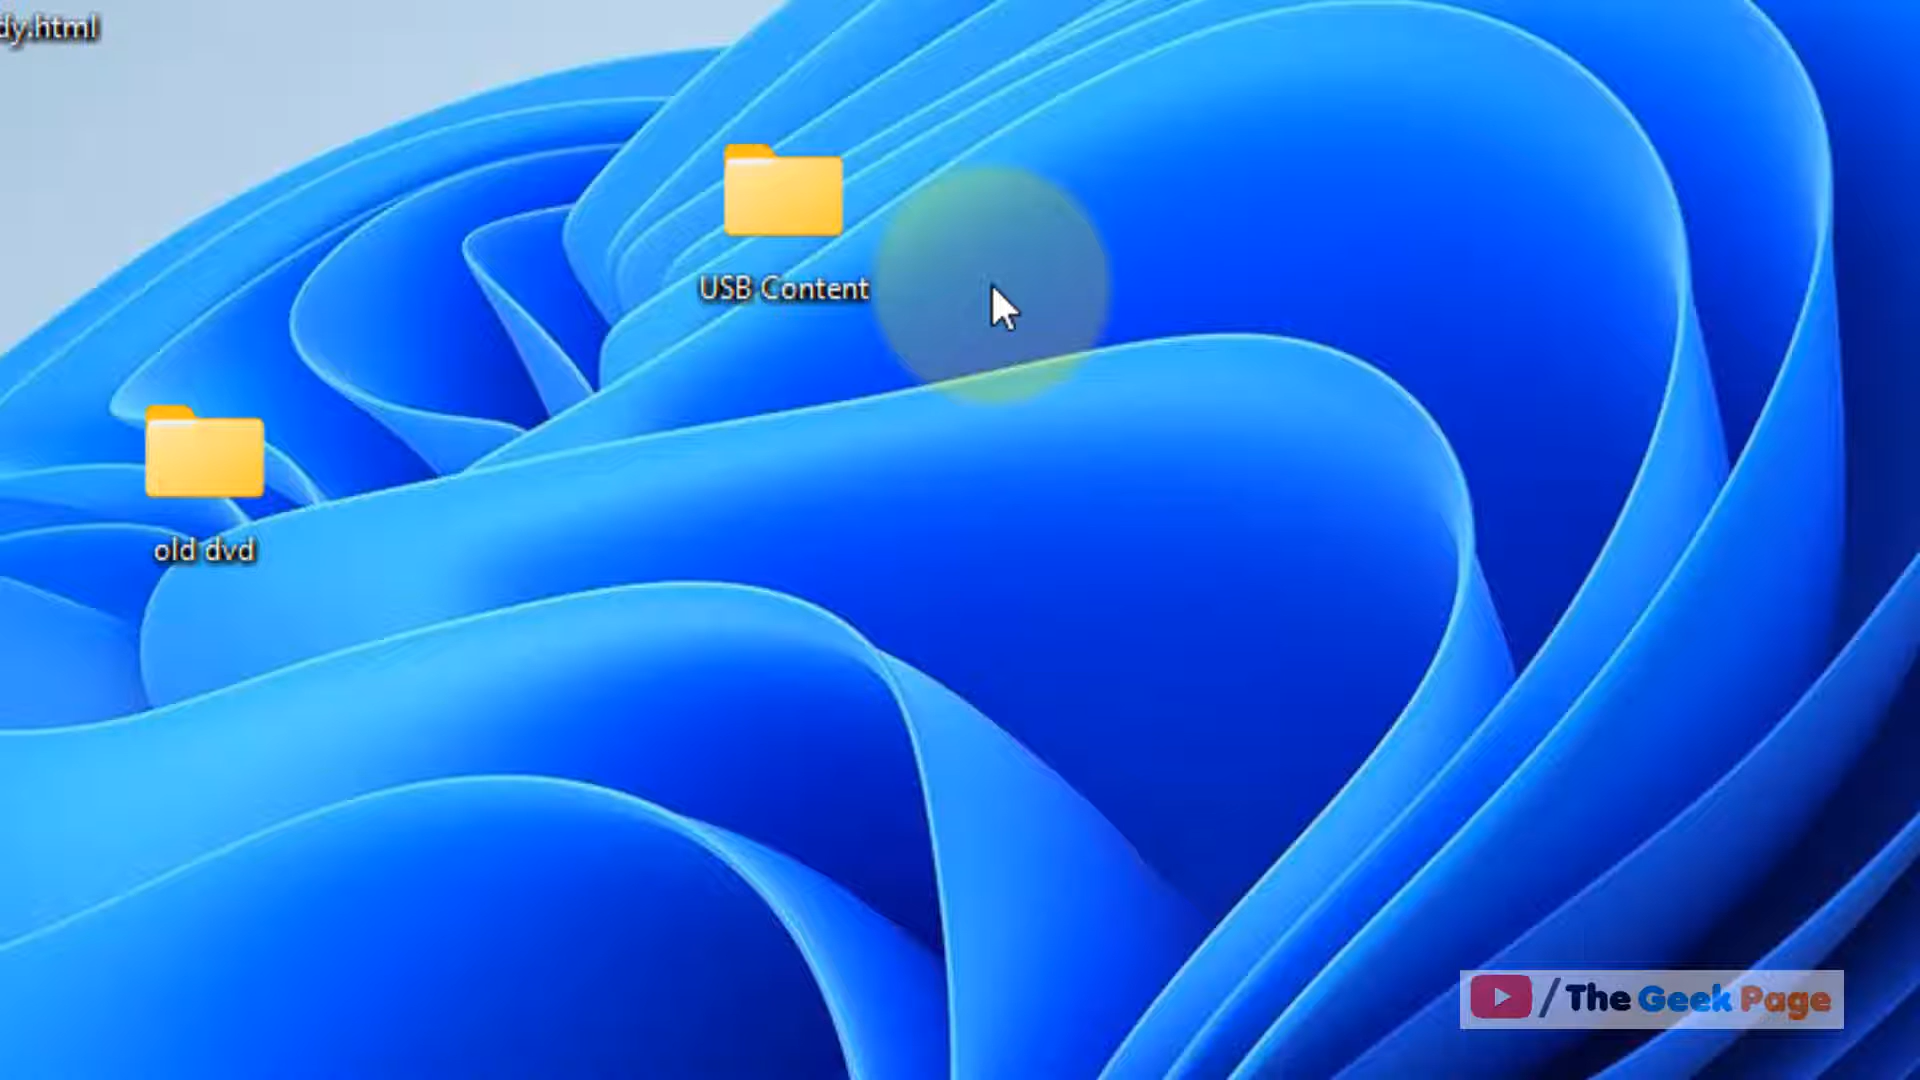 dy.html
USB Content
old dvd
/ The Geek Page